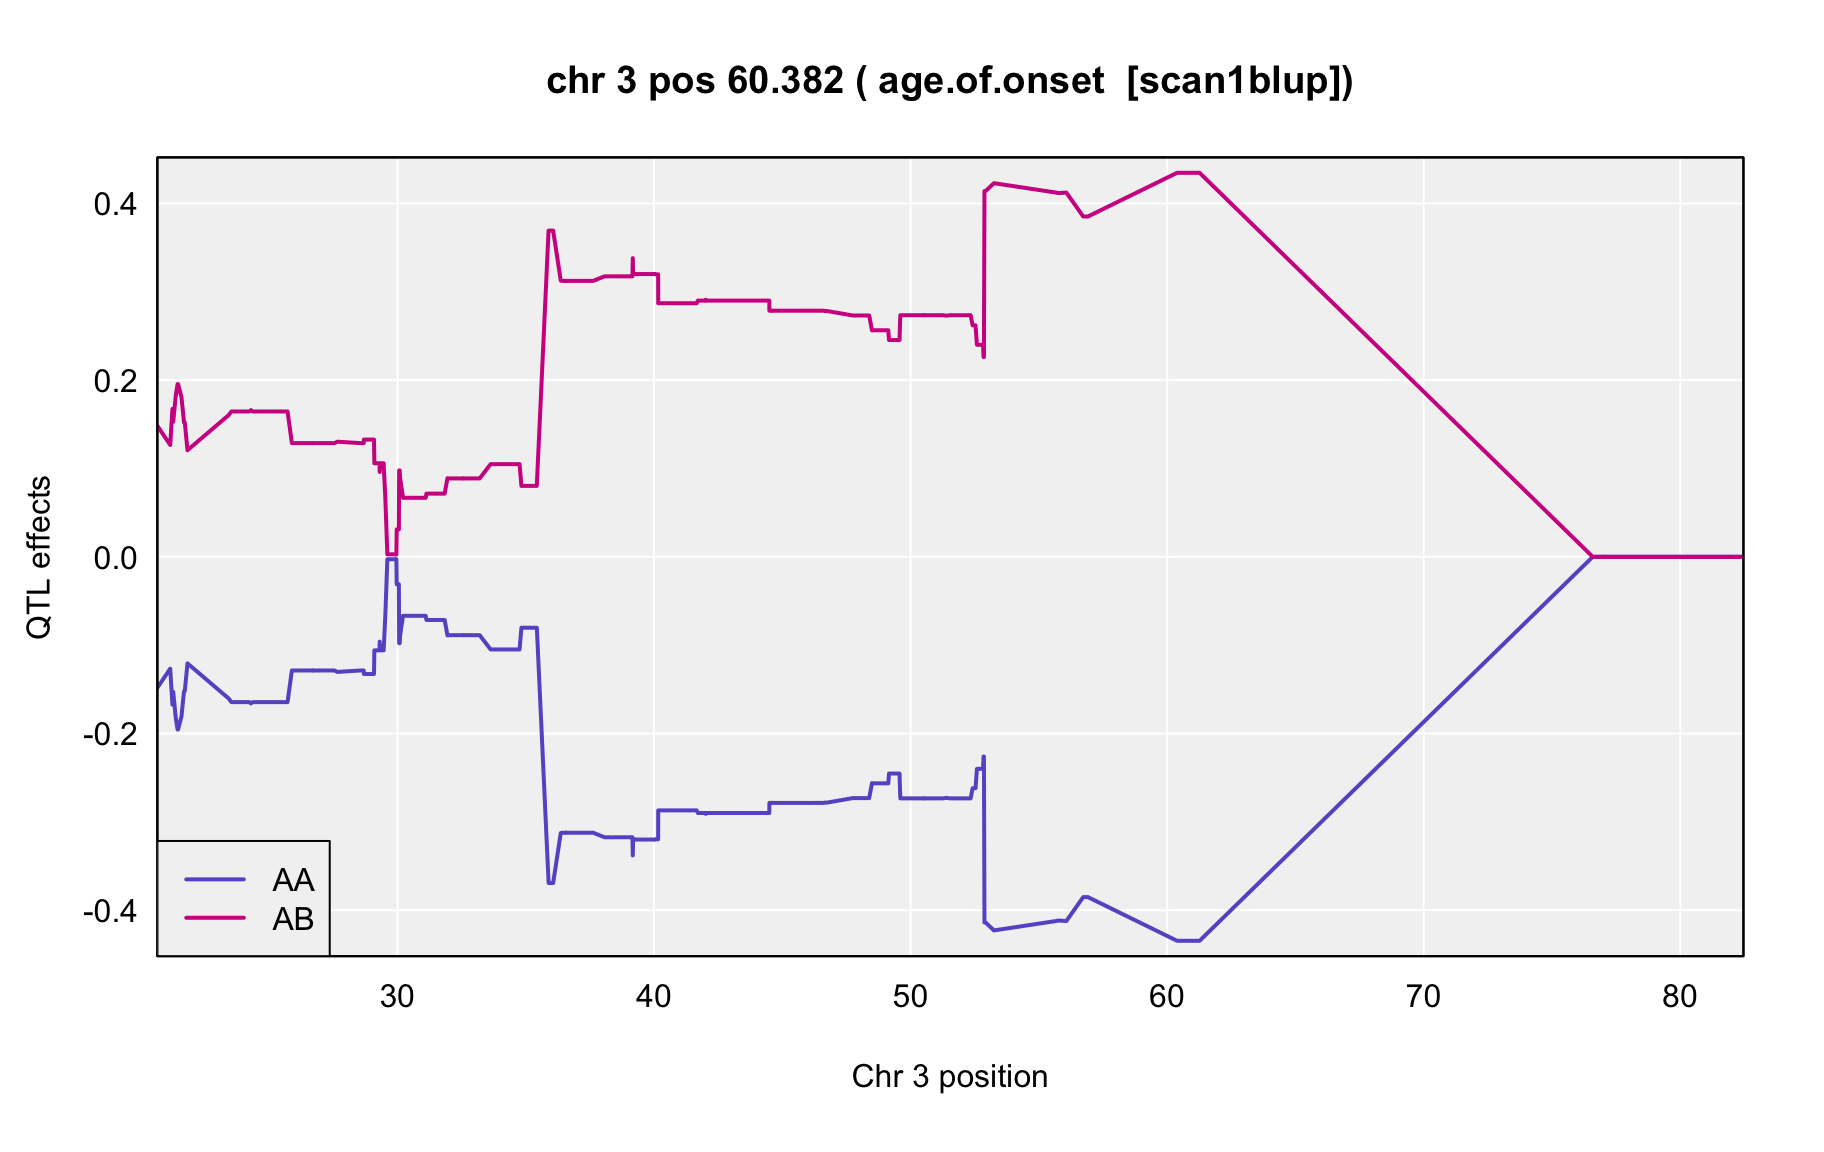 chr 3 pos 60.382 ( age.of.onset  [scan1blup])
QTL effects
0.4
0.2
0.0
-0.2
-0.4
AA
AB
30 40 50 60 70 80
Chr 3 position